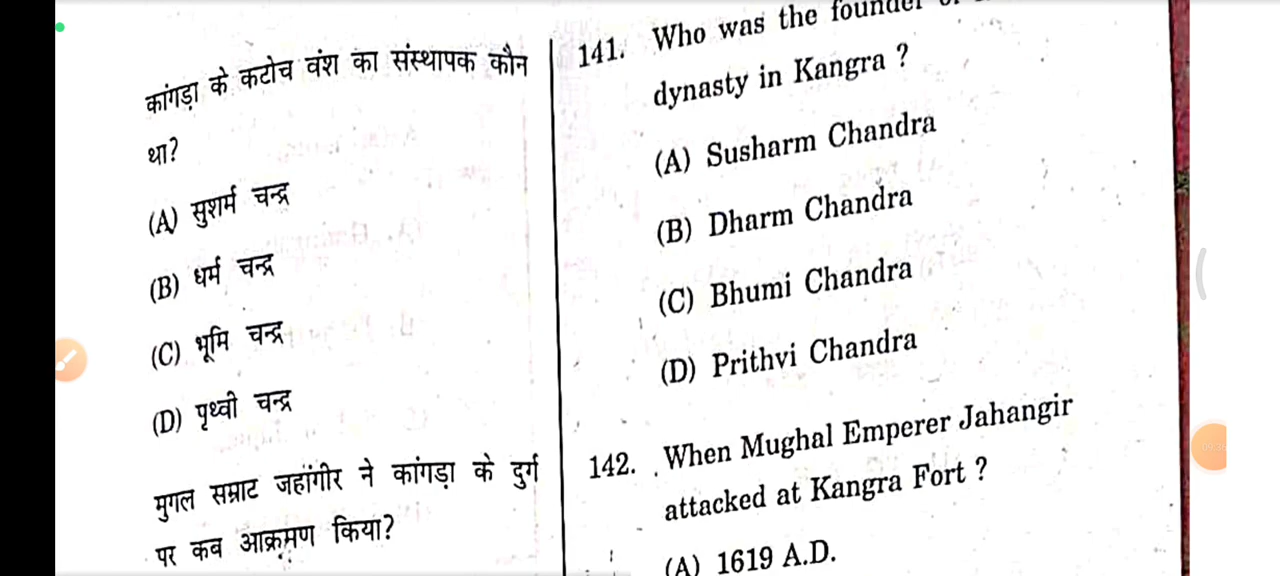 कांगड़ा के कटोच वंश का संस्थापक कौन
था?
(A) सुशर्म चन्द्र
(B) धर्म चन्द्र
(C) भूमि चन्द्र
(D) पृथ्वी चन्द्र
मुगल सम्राट जहांगीर ने कांगड़ा के दुर्ग
पर कब आक्रमण किया?
141. Who was the founder
dynasty in Kangra ?
(A) Susharm Chandra
(B) Dharm Chandra
(C) Bhumi Chandra
(D) Prithvi Chandra
142. When Mughal Emperer Jahangir
attacked at Kangra Fort ?
(A) 1619 A.D.